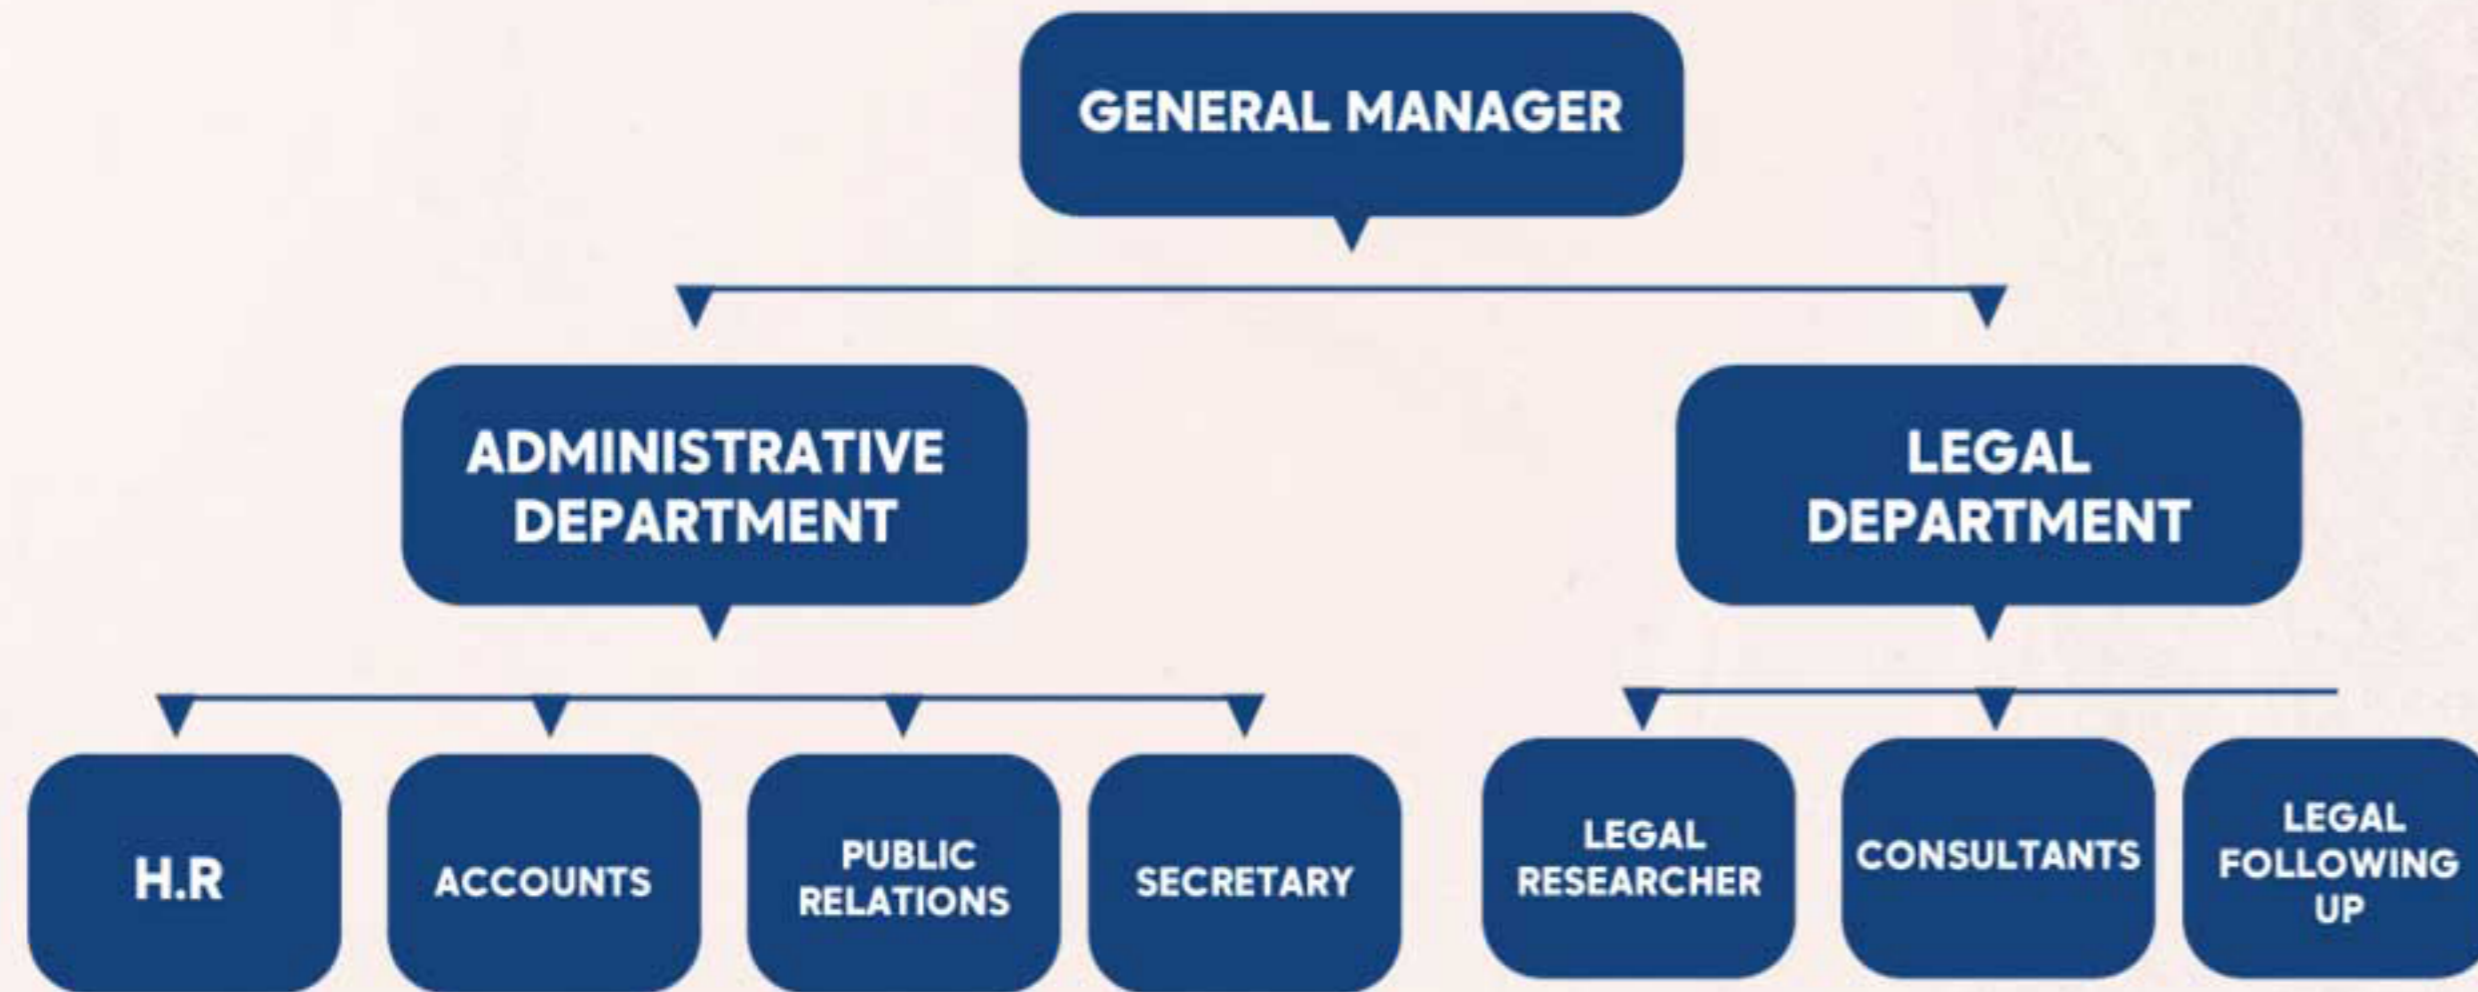 GENERAL MANAGER
ADMINISTRATIVE
DEPARTMENT
LEGAL
DEPARTMENT
H.R
ACCOUNTS
PUBLIC
RELATIONS
SECRETARY
LEGAL
RESEARCHER
CONSULTANTS
LEGAL
FOLLOWING
UP